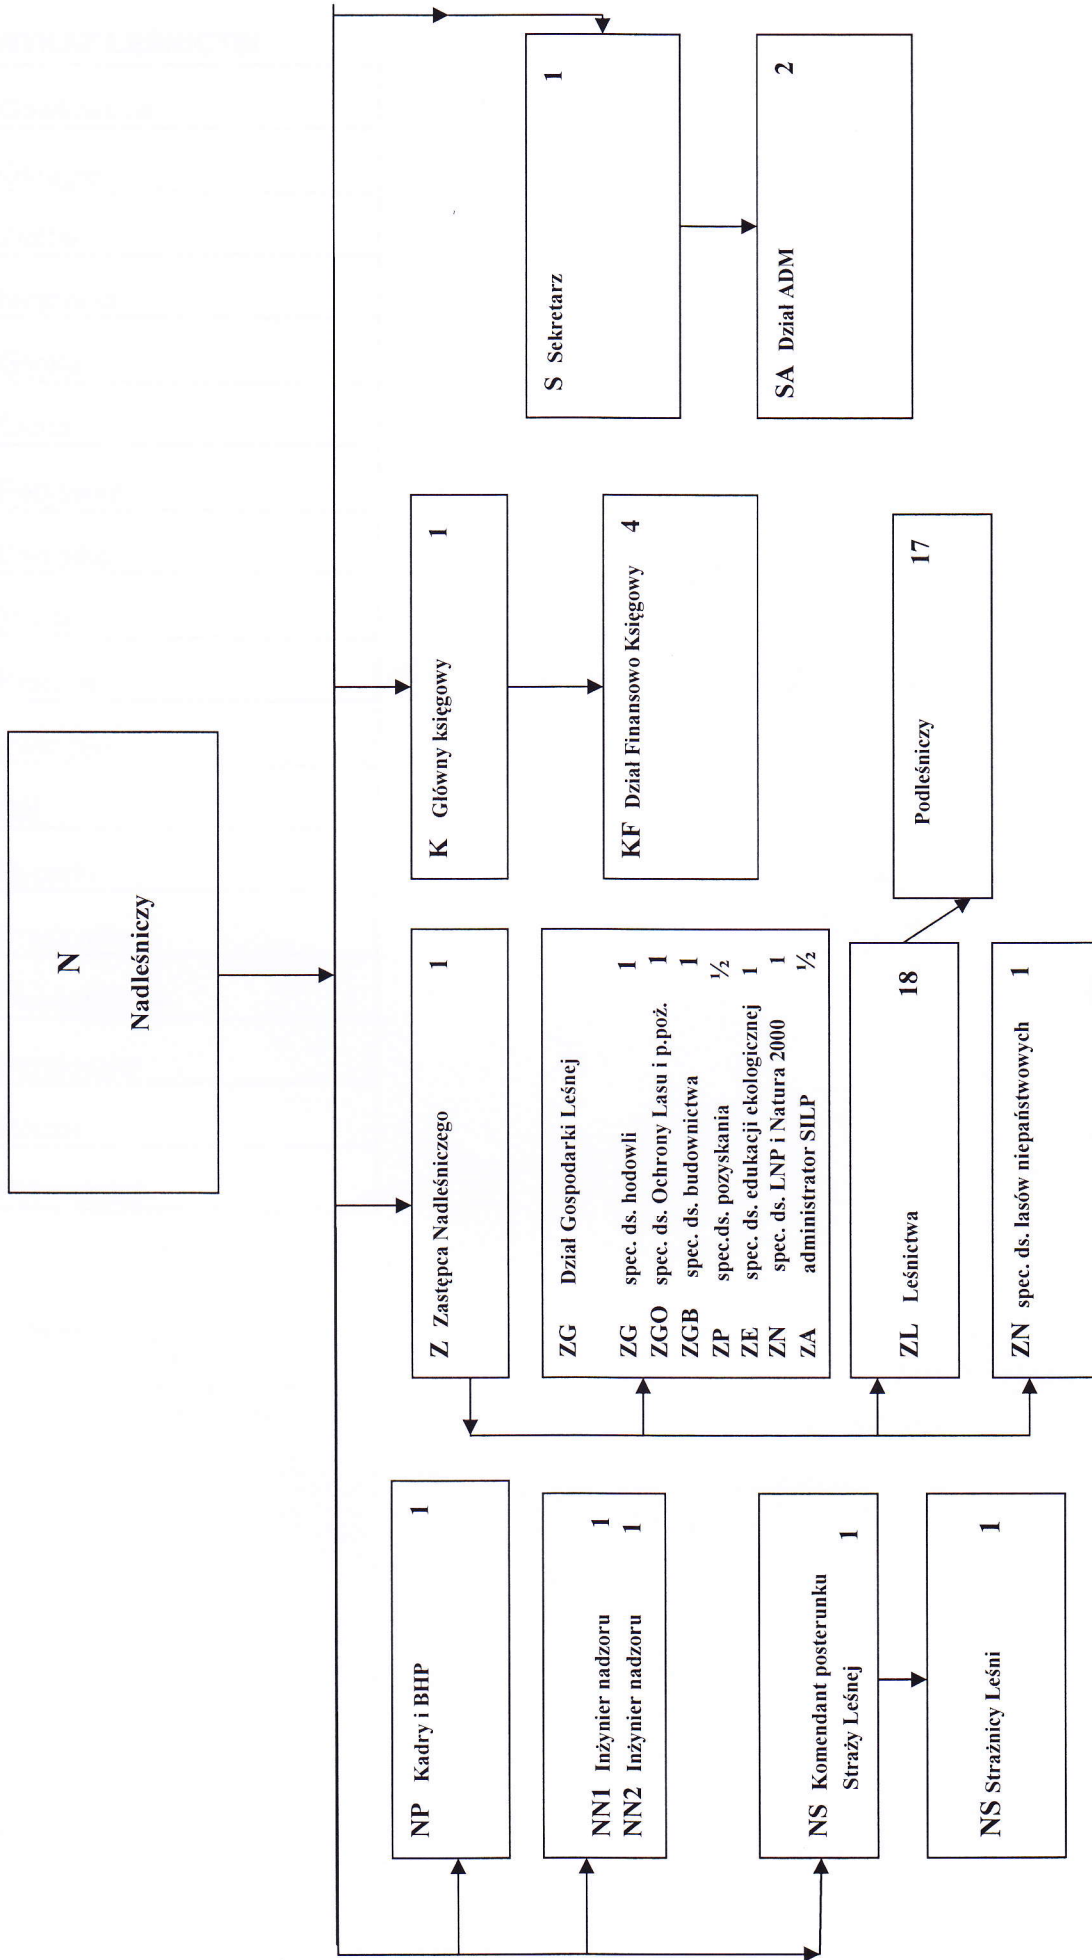 N
Nadleśniczy
NP Kadry i BHP 1
NN1 Inżynier nadzoru 1
NN2 Inżynier nadzoru 1
NS Komendant posterunku
Straży Leśnej 1
NS Strażnicy Leśni 1
Z Zastępca Nadleśniczego 1
ZG Dział Gospodarki Leśnej
ZG spec. ds. hodowli 1
ZGO spec. ds. Ochrony Lasu i p.poż. 1
ZGB spec. ds. budownictwa 1
ZP spec.ds. pozyskania ½
ZE spec. ds. edukacji ekologicznej 1
ZN spec. ds. LNP i Natura 2000 1
ZA administrator SILP ½
ZL Leśnictwa 18
ZN spec. ds. lasów niepaństwowych 1
Podleśniczy 17
K Główny księgowy 1
KF Dział Finansowo Księgowy 4
S Sekretarz 1
SA Dział ADM 2